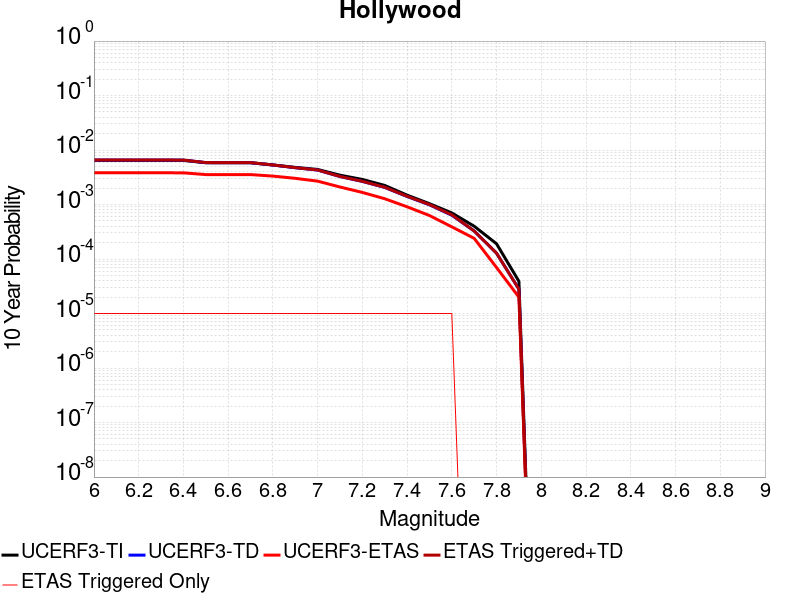 Hollywood
10^0
10^-1
10^-2
10^-3
10^-4
10^-5
10^-6
10^-7
10^-8
10 Year Probability
6 6.2 6.4 6.6 6.8 7 7.2 7.4 7.6 7.8 8 8.2 8.4 8.6 8.8 9
Magnitude
UCERF3-TI UCERF3-TD UCERF3-ETAS ETAS Triggered+TD
ETAS Triggered Only